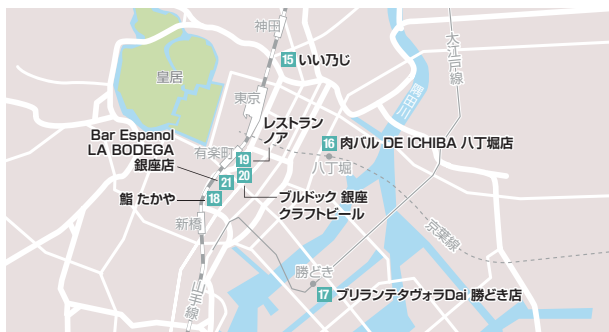 神田
15 いい乃じ
皇居
大江戸線
隅田川
東京
レストラン
ノア
Bar Espanol
LA BODEGA
銀座店
有楽町
19
16 肉バル DE ICHIBA 八丁堀店
八丁堀
21
20
ブルドック 銀座
クラフトビール
鮨 たかや 18
新橋
京葉線
勝どき
山手線
17 ブリランテタヴォラDai 勝どき店